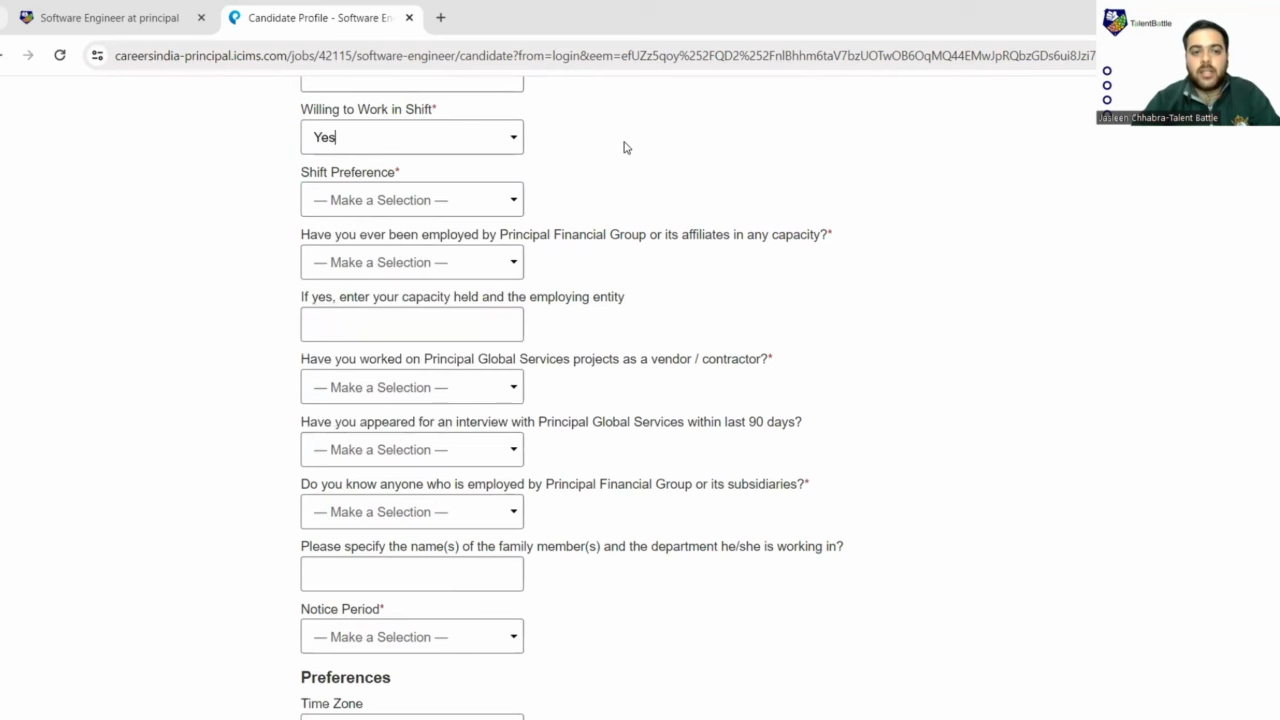 Software Engineer at principal
Candidate Profile - Software En
careersindia-principal.icims.com/jobs/42115/software-engineer/candidate?from=login&eem=efUZz5qoy%252FQD2%252FnlBhhm6taV7bzUOTwOB6OqMQ44EMwJpRQbzGDs6ui8Jzi7
TalentBattle
Jasleen Chhabra-Talent Battle
Willing to Work in Shift*
Yes
Shift Preference*
— Make a Selection —
Have you ever been employed by Principal Financial Group or its affiliates in any capacity?*
— Make a Selection —
If yes, enter your capacity held and the employing entity
Have you worked on Principal Global Services projects as a vendor / contractor?*
— Make a Selection —
Have you appeared for an interview with Principal Global Services within last 90 days?
— Make a Selection —
Do you know anyone who is employed by Principal Financial Group or its subsidiaries?*
— Make a Selection —
Please specify the name(s) of the family member(s) and the department he/she is working in?
Notice Period*
— Make a Selection —
Preferences
Time Zone